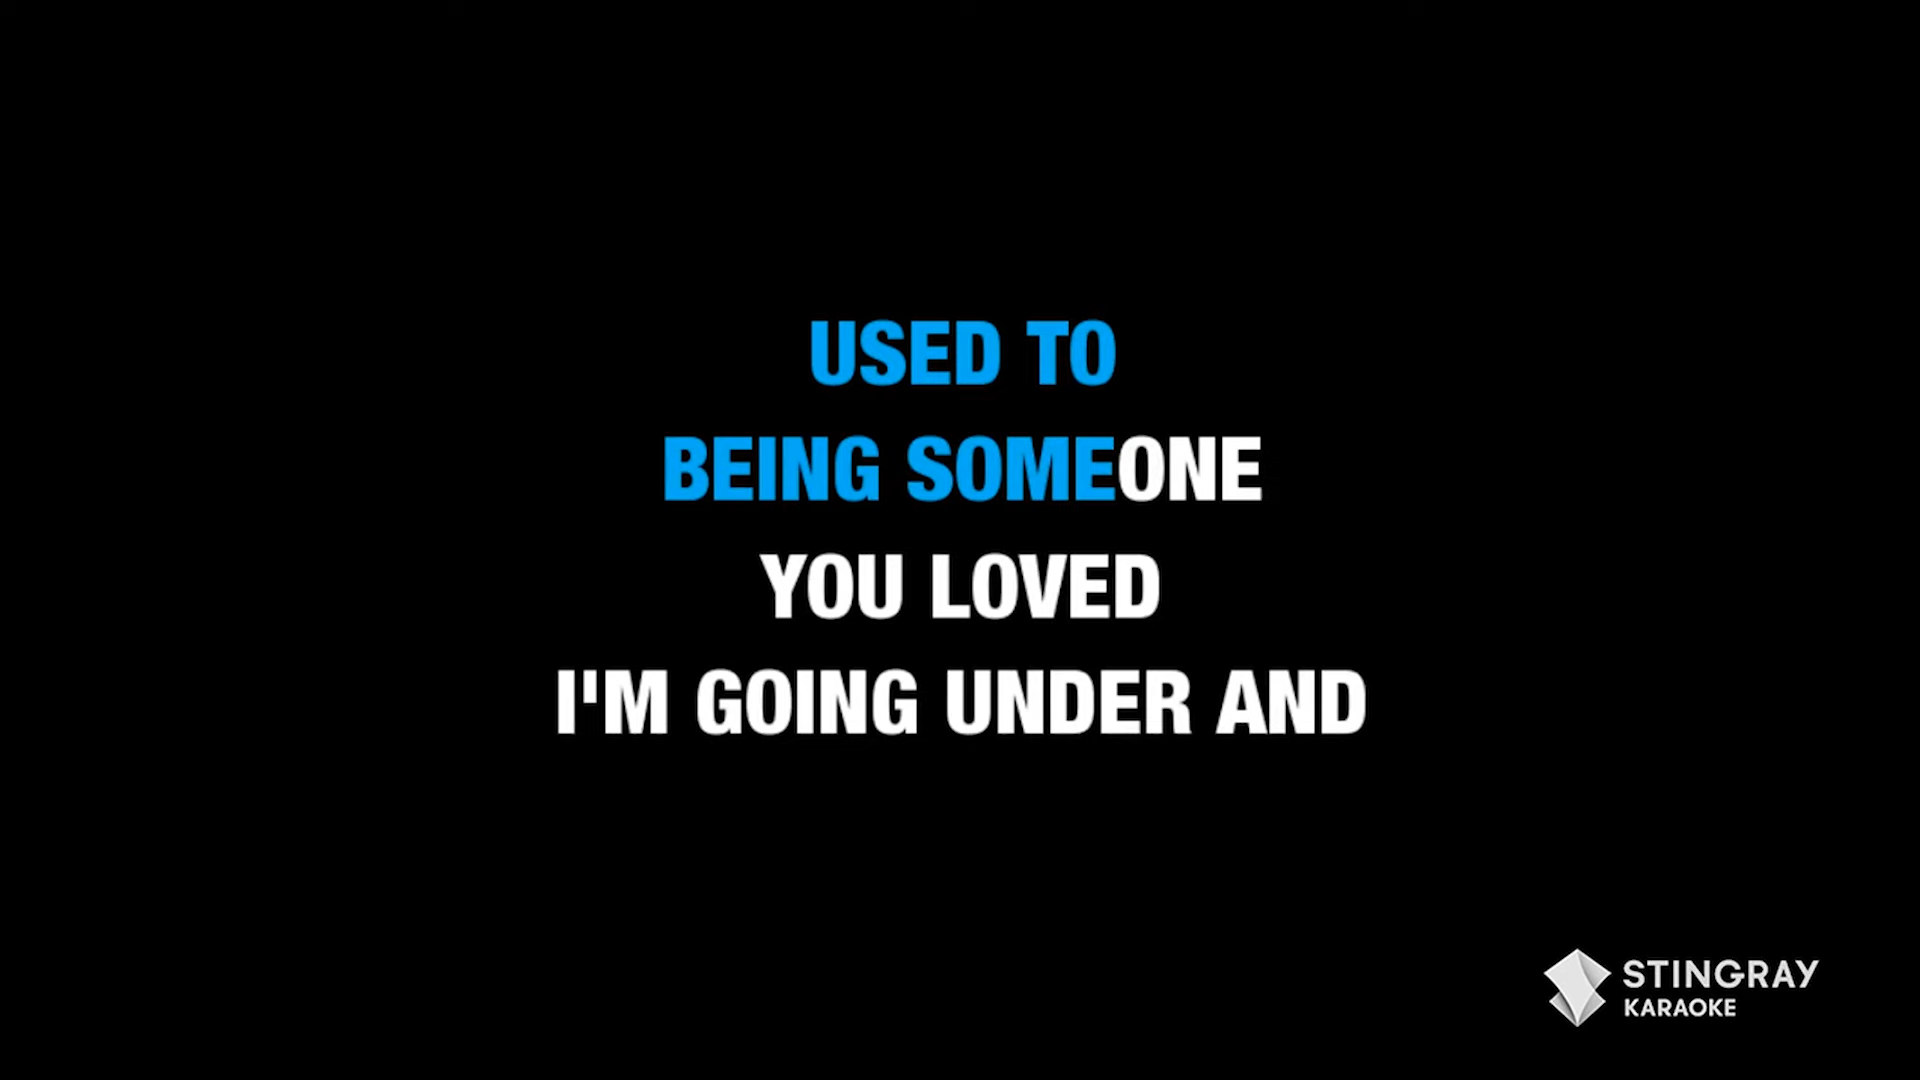 USED TO
BEING SOMEONE
YOU LOVED
I'M GOING UNDER AND
STINGRAY
KARAOKE